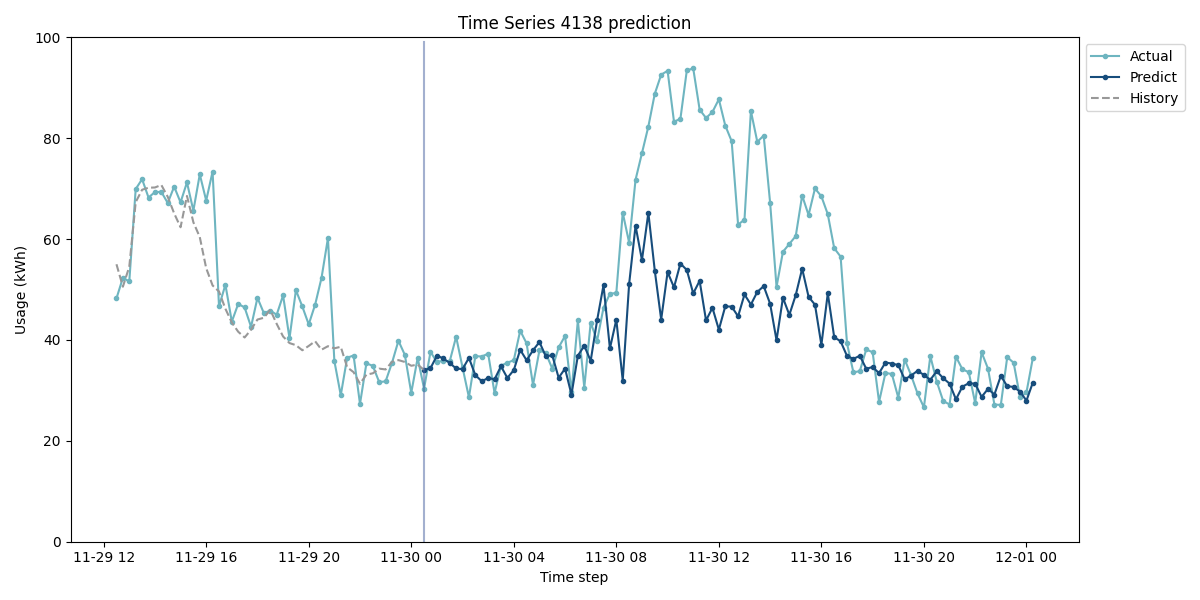 Time Series 4138 prediction
Usage (kWh)
100
80
60
40
20
0
11-29 12
11-29 16
11-29 20
11-30 00
11-30 04
11-30 08
11-30 12
11-30 16
11-30 20
12-01 00
Time step
Actual
Predict
History